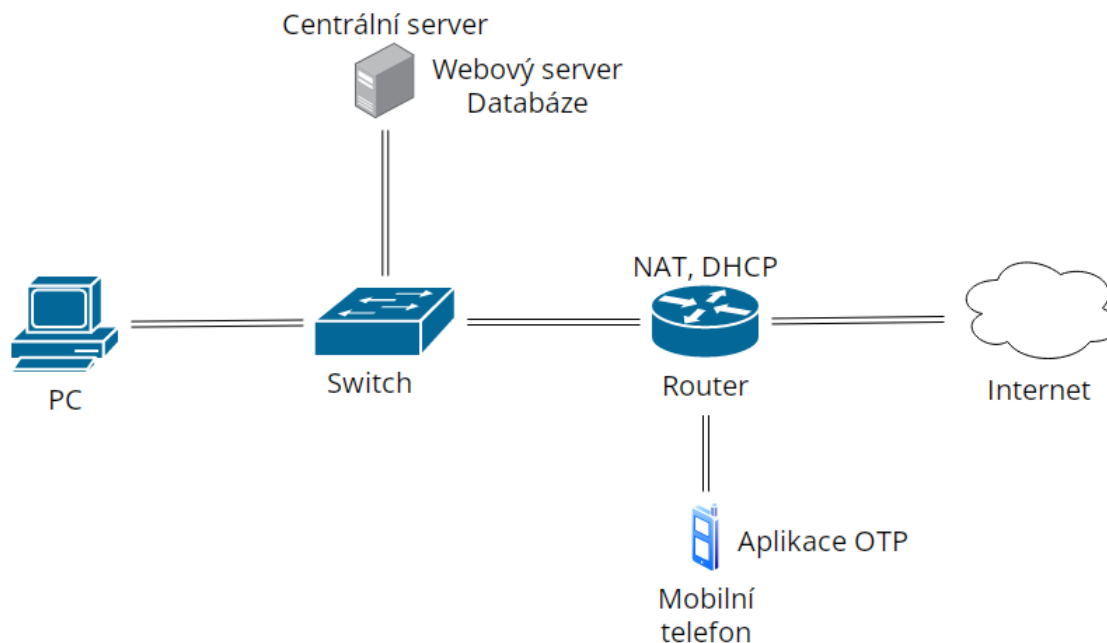 Centrální server
Webový server
Databáze
NAT, DHCP
PC
Switch
Router
Internet
Aplikace OTP
Mobilní
telefon